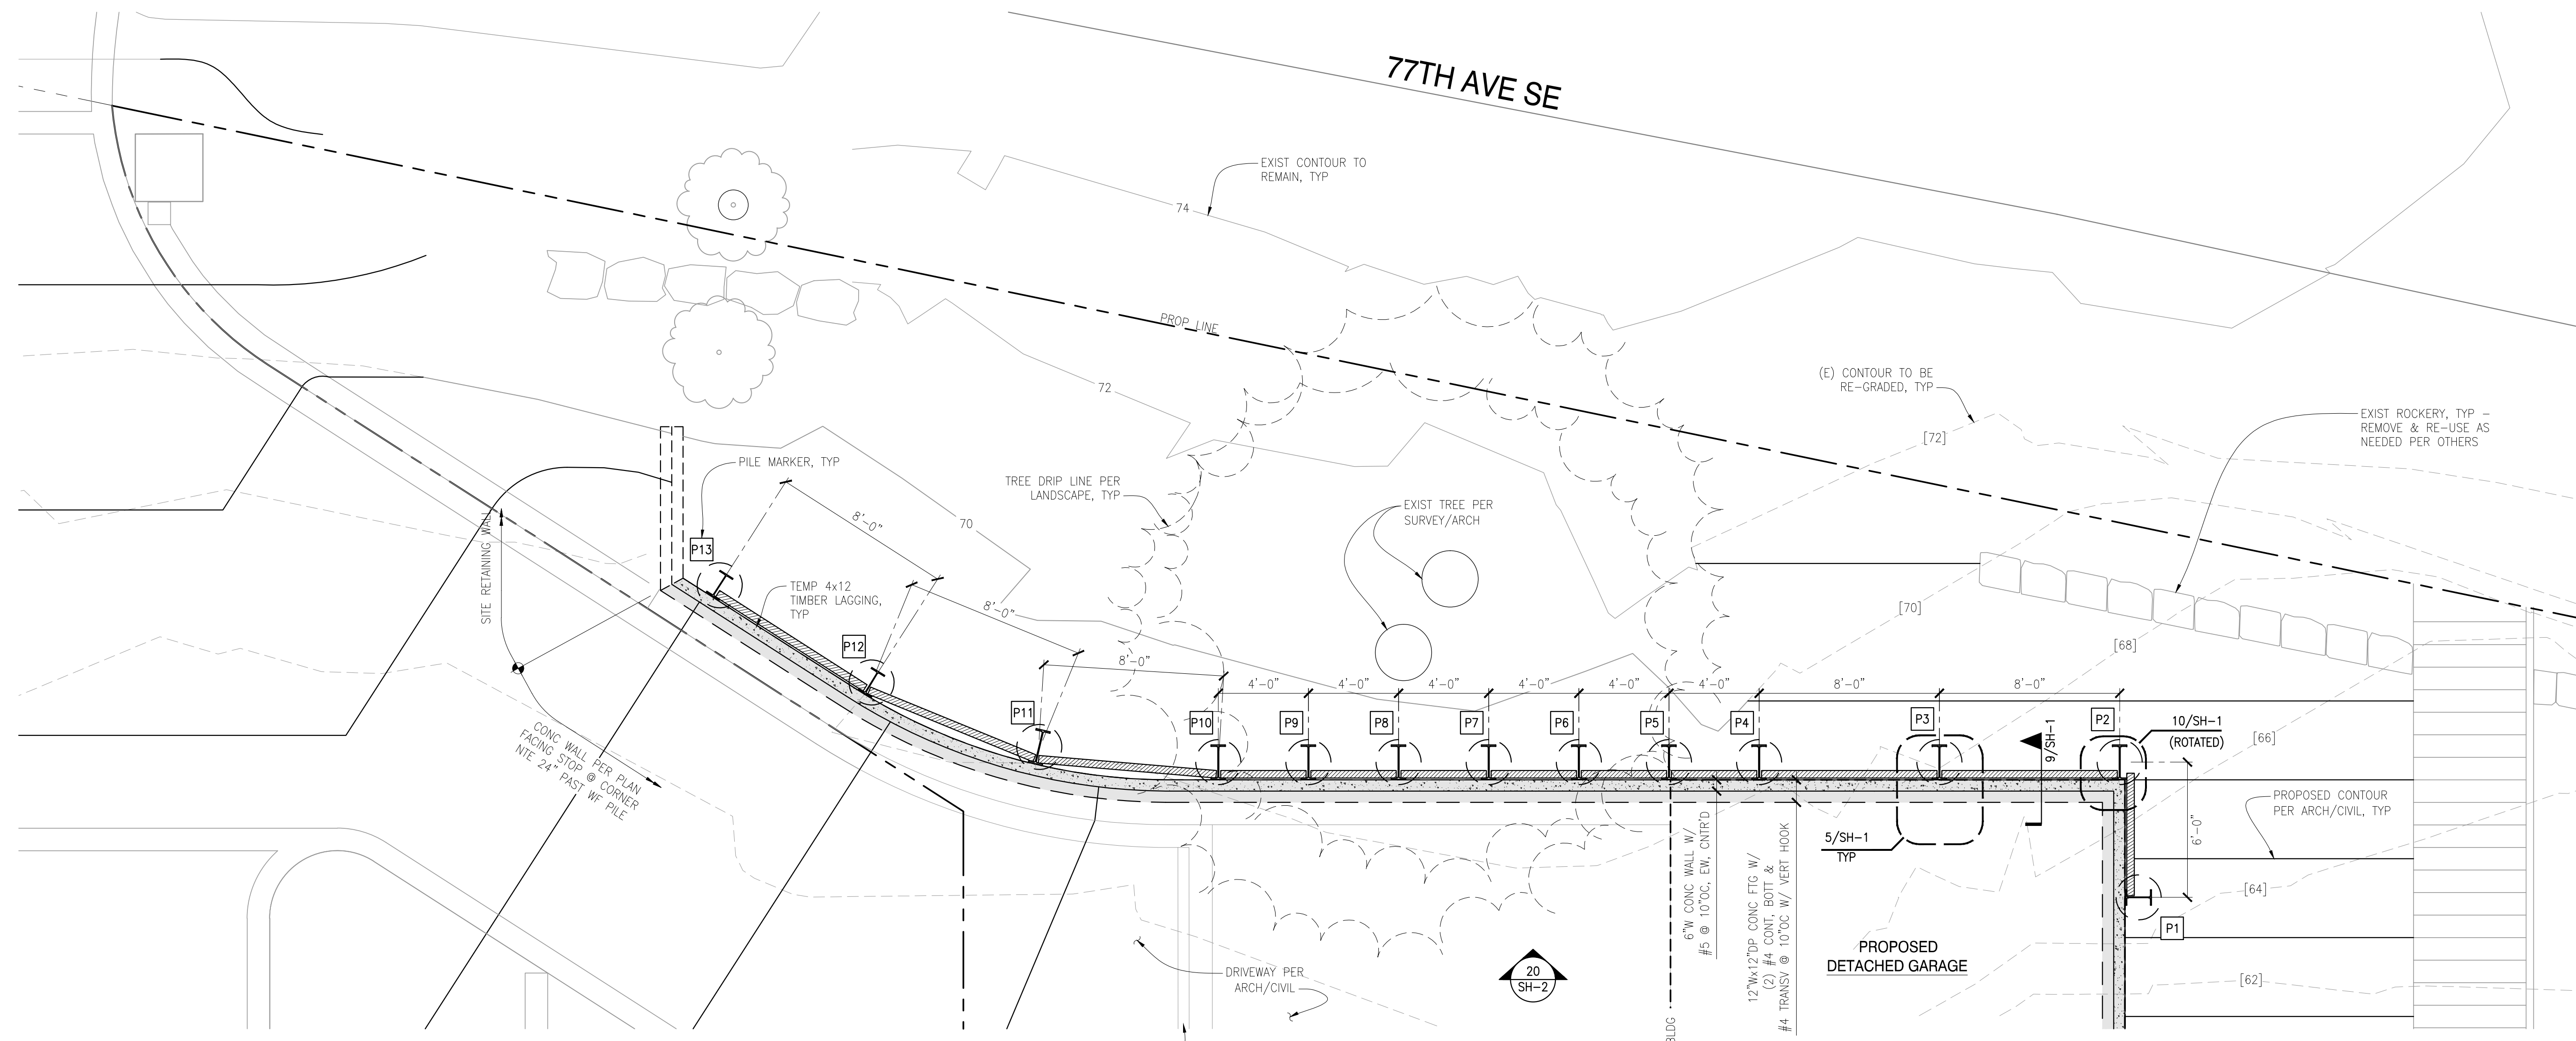 77TH AVE SE
EXIST CONTOUR TO
REMAIN, TYP
74
PROP LINE
72
(E) CONTOUR TO BE
RE-GRADED, TYP
[72]
EXIST ROCKERY, TYP -
REMOVE & RE-USE AS
NEEDED PER OTHERS
PILE MARKER, TYP
TREE DRIP LINE PER
LANDSCAPE, TYP
EXIST TREE PER
SURVEY/ARCH
70
8'-0"
SITE RETAINING WALL
P13
TEMP 4x12
TIMBER LAGGING,
TYP
8'-0"
[70]
[68]
P12
8'-0"
4'-0"
4'-0"
4'-0"
4'-0"
4'-0"
4'-0"
8'-0"
8'-0"
P11
P10
P9
P8
P7
P6
P5
P4
P3
P2
9/SH-1
10/SH-1
(ROTATED)
[66]
CONC WALL PER PLAN
FACING STOP @ CORNER
NTE 24" PAST WF PILE
PROPOSED CONTOUR
PER ARCH/CIVIL, TYP
6'-0"
5/SH-1
TYP
6"W CONC WALL W/
#5 @ 10"OC, EW, CNTR'D
12"Wx12"DP CONC FTG W/
(2) #4 CONT, BOTT &
#4 TRANSV @ 10"OC W/ VERT HOOK
[64]
P1
PROPOSED
DETACHED GARAGE
DRIVEWAY PER
ARCH/CIVIL
20
SH-2
[62]
BLDG